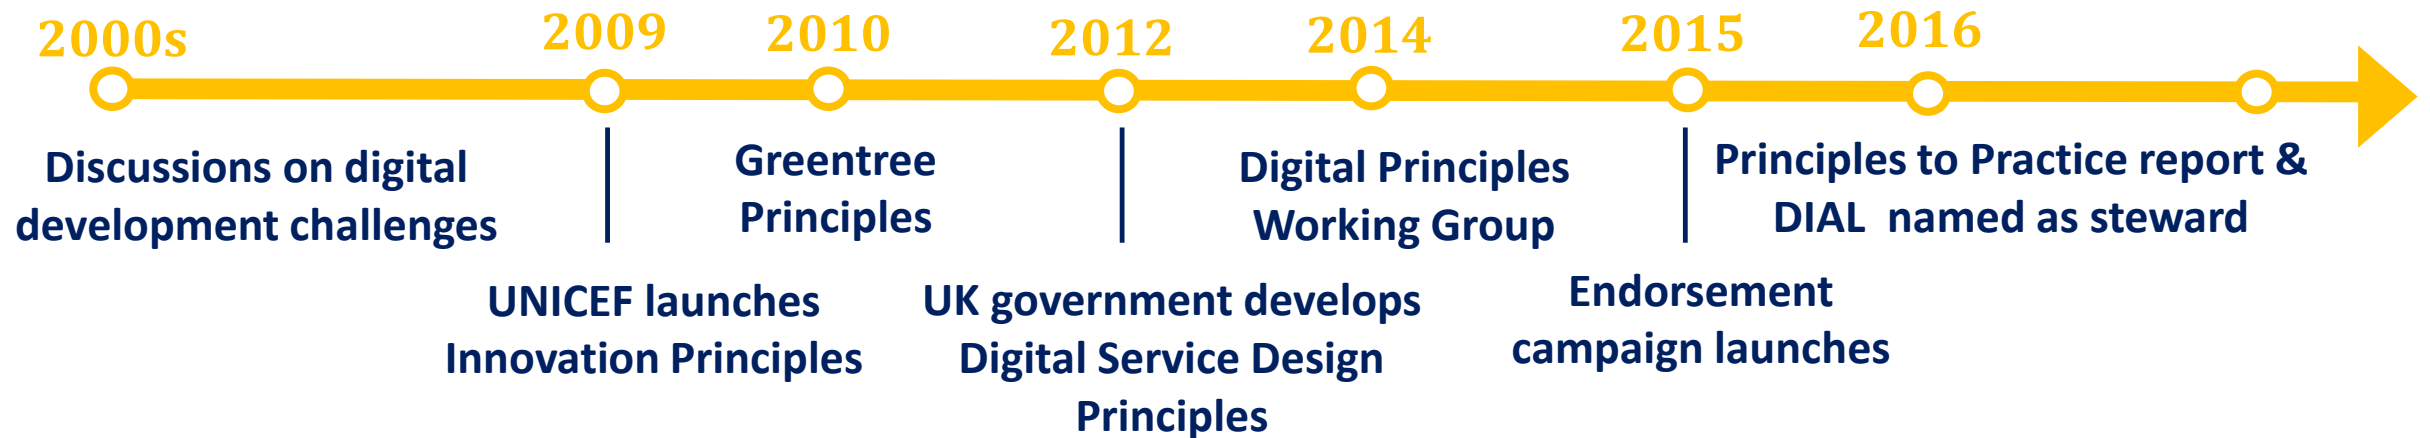 2000s
2009
2010
2012
2014
2015
2016
Discussions on digital
development challenges
UNICEF launches
Innovation Principles
Greentree
Principles
UK government develops
Digital Service Design
Principles
Digital Principles
Working Group
Endorsement
campaign launches
Principles to Practice report &
DIAL named as steward